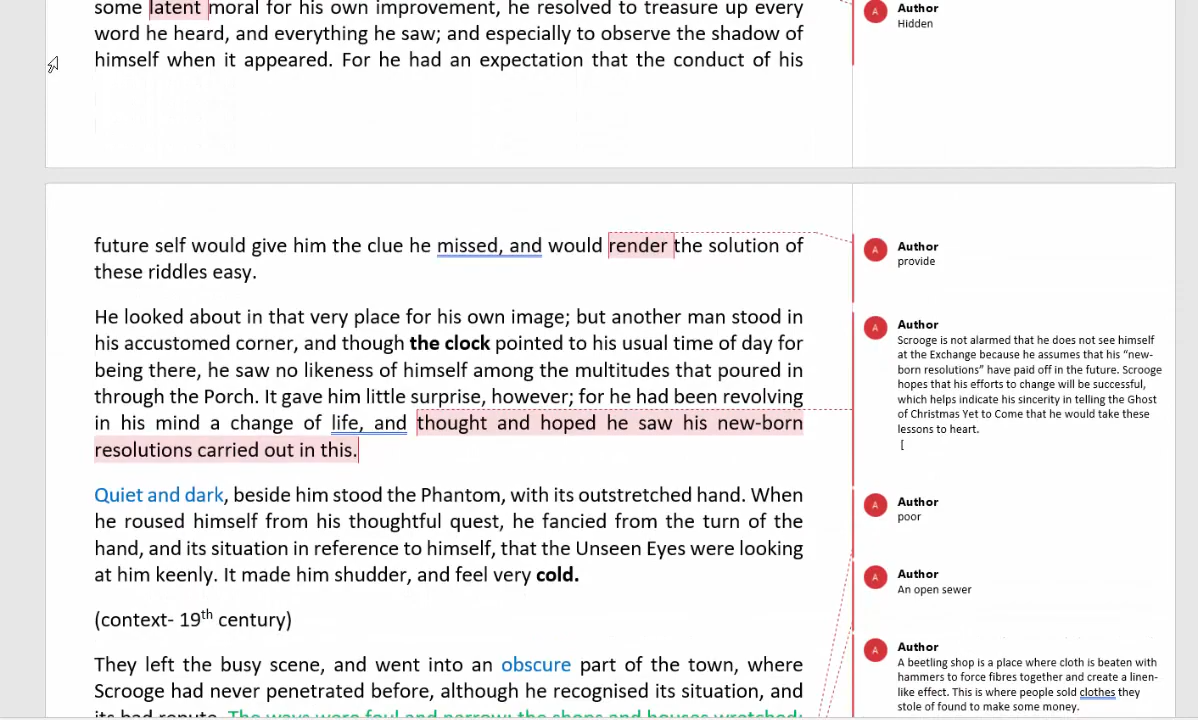 some latent moral for his own improvement, he resolved to treasure up every
word he heard, and everything he saw; and especially to observe the shadow of
himself when it appeared. For he had an expectation that the conduct of his
future self would give him the clue he missed, and would render the solution of
these riddles easy.
He looked about in that very place for his own image; but another man stood in
his accustomed corner, and though the clock pointed to his usual time of day for
being there, he saw no likeness of himself among the multitudes that poured in
through the Porch. It gave him little surprise, however; for he had been revolving
in his mind a change of life, and thought and hoped he saw his new-born
resolutions carried out in this.
Quiet and dark, beside him stood the Phantom, with its outstretched hand. When
he roused himself from his thoughtful quest, he fancied from the turn of the
hand, and its situation in reference to himself, that the Unseen Eyes were looking
at him keenly. It made him shudder, and feel very cold.
(context- 19th century)
They left the busy scene, and went into an obscure part of the town, where
Scrooge had never penetrated before, although he recognised its situation, and
its bad repute. The ways were foul and narrow; the shops and houses wretched;
A Author
Hidden
A Author
provide
A Author
Scrooge is not alarmed that he does not see himself
at the Exchange because he assumes that his “new-
born resolutions” have paid off in the future. Scrooge
hopes that his efforts to change will be successful,
which helps indicate his sincerity in telling the Ghost
of Christmas Yet to Come that he would take these
lessons to heart.
[
A Author
poor
A Author
An open sewer
A Author
A beetling shop is a place where cloth is beaten with
hammers to force fibres together and create a linen-
like effect. This is where people sold clothes they
stole of found to make some money.